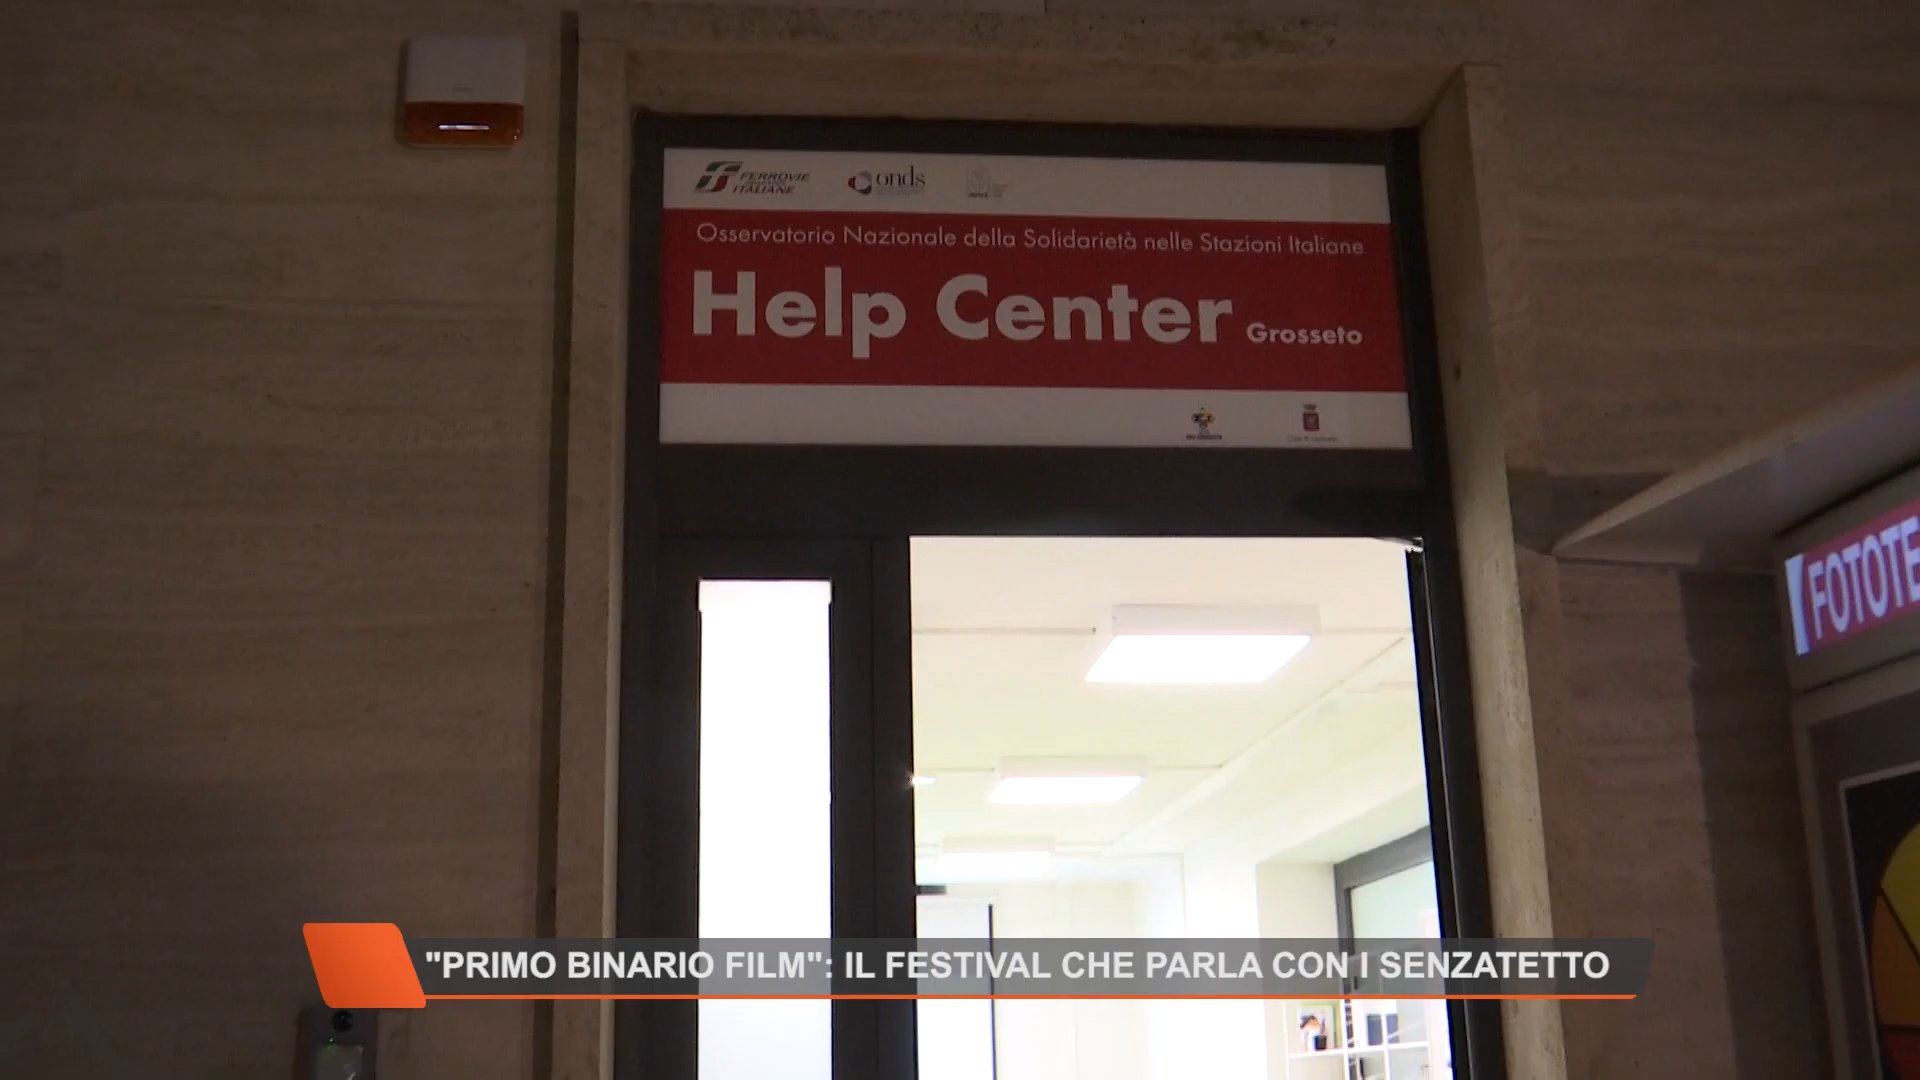 FERROVIE
ITALIANE
onds
Osservatorio Nazionale della Solidarietà nelle Stazioni Italiane
Help Center Grosseto
FOTOTE
"PRIMO BINARIO FILM": IL FESTIVAL CHE PARLA CON I SENZATETTO